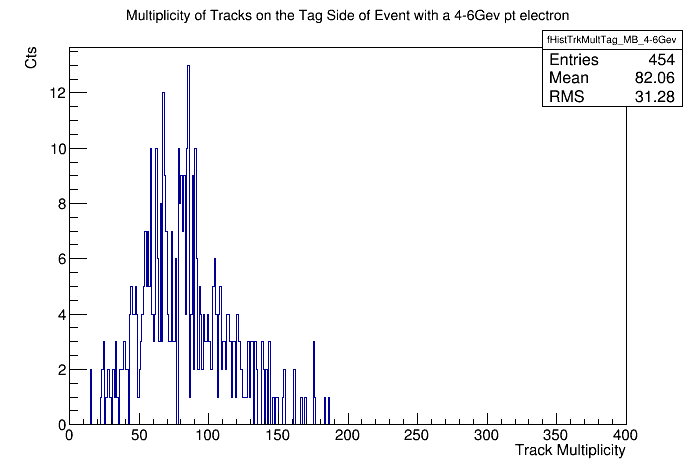 Multiplicity of Tracks on the Tag Side of Event with a 4-6Gev pt electron
fHistTrkMultTag_MB_4-6Gev
Entries 454
Mean 82.06
RMS 31.28
Cts
12
10
8
6
4
2
0
0 50 100 150 200 250 300 350 400
Track Multiplicity